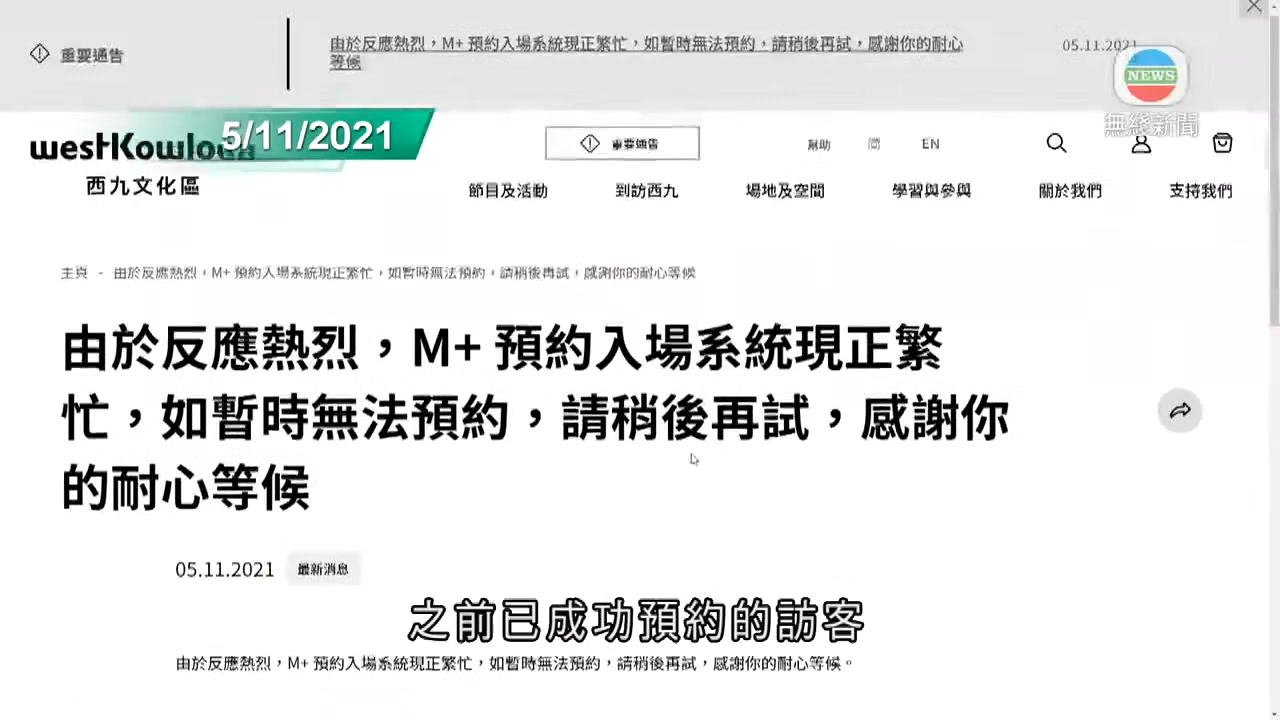 重要通告
由於反應熱烈，M+ 預約入場系統現正繁忙，如暫時無法預約，請稍後再試，感謝你的耐心
等候
05.11.2021
NEWS
無綫新聞
5/11/2021
westKowloon
西九文化區
重要通告
幫助
簡
EN
節目及活動
到訪西九
場地及空間
學習與參與
關於我們
支持我們
主頁 - 由於反應熱烈，M+ 預約入場系統現正繁忙，如暫時無法預約，請稍後再試，感謝你的耐心等候
由於反應熱烈，M+ 預約入場系統現正繁
忙，如暫時無法預約，請稍後再試，感謝你
的耐心等候
05.11.2021
最新消息
之前已成功預約的訪客
由於反應熱烈，M+ 預約入場系統現正繁忙，如暫時無法預約，請稍後再試，感謝你的耐心等候。